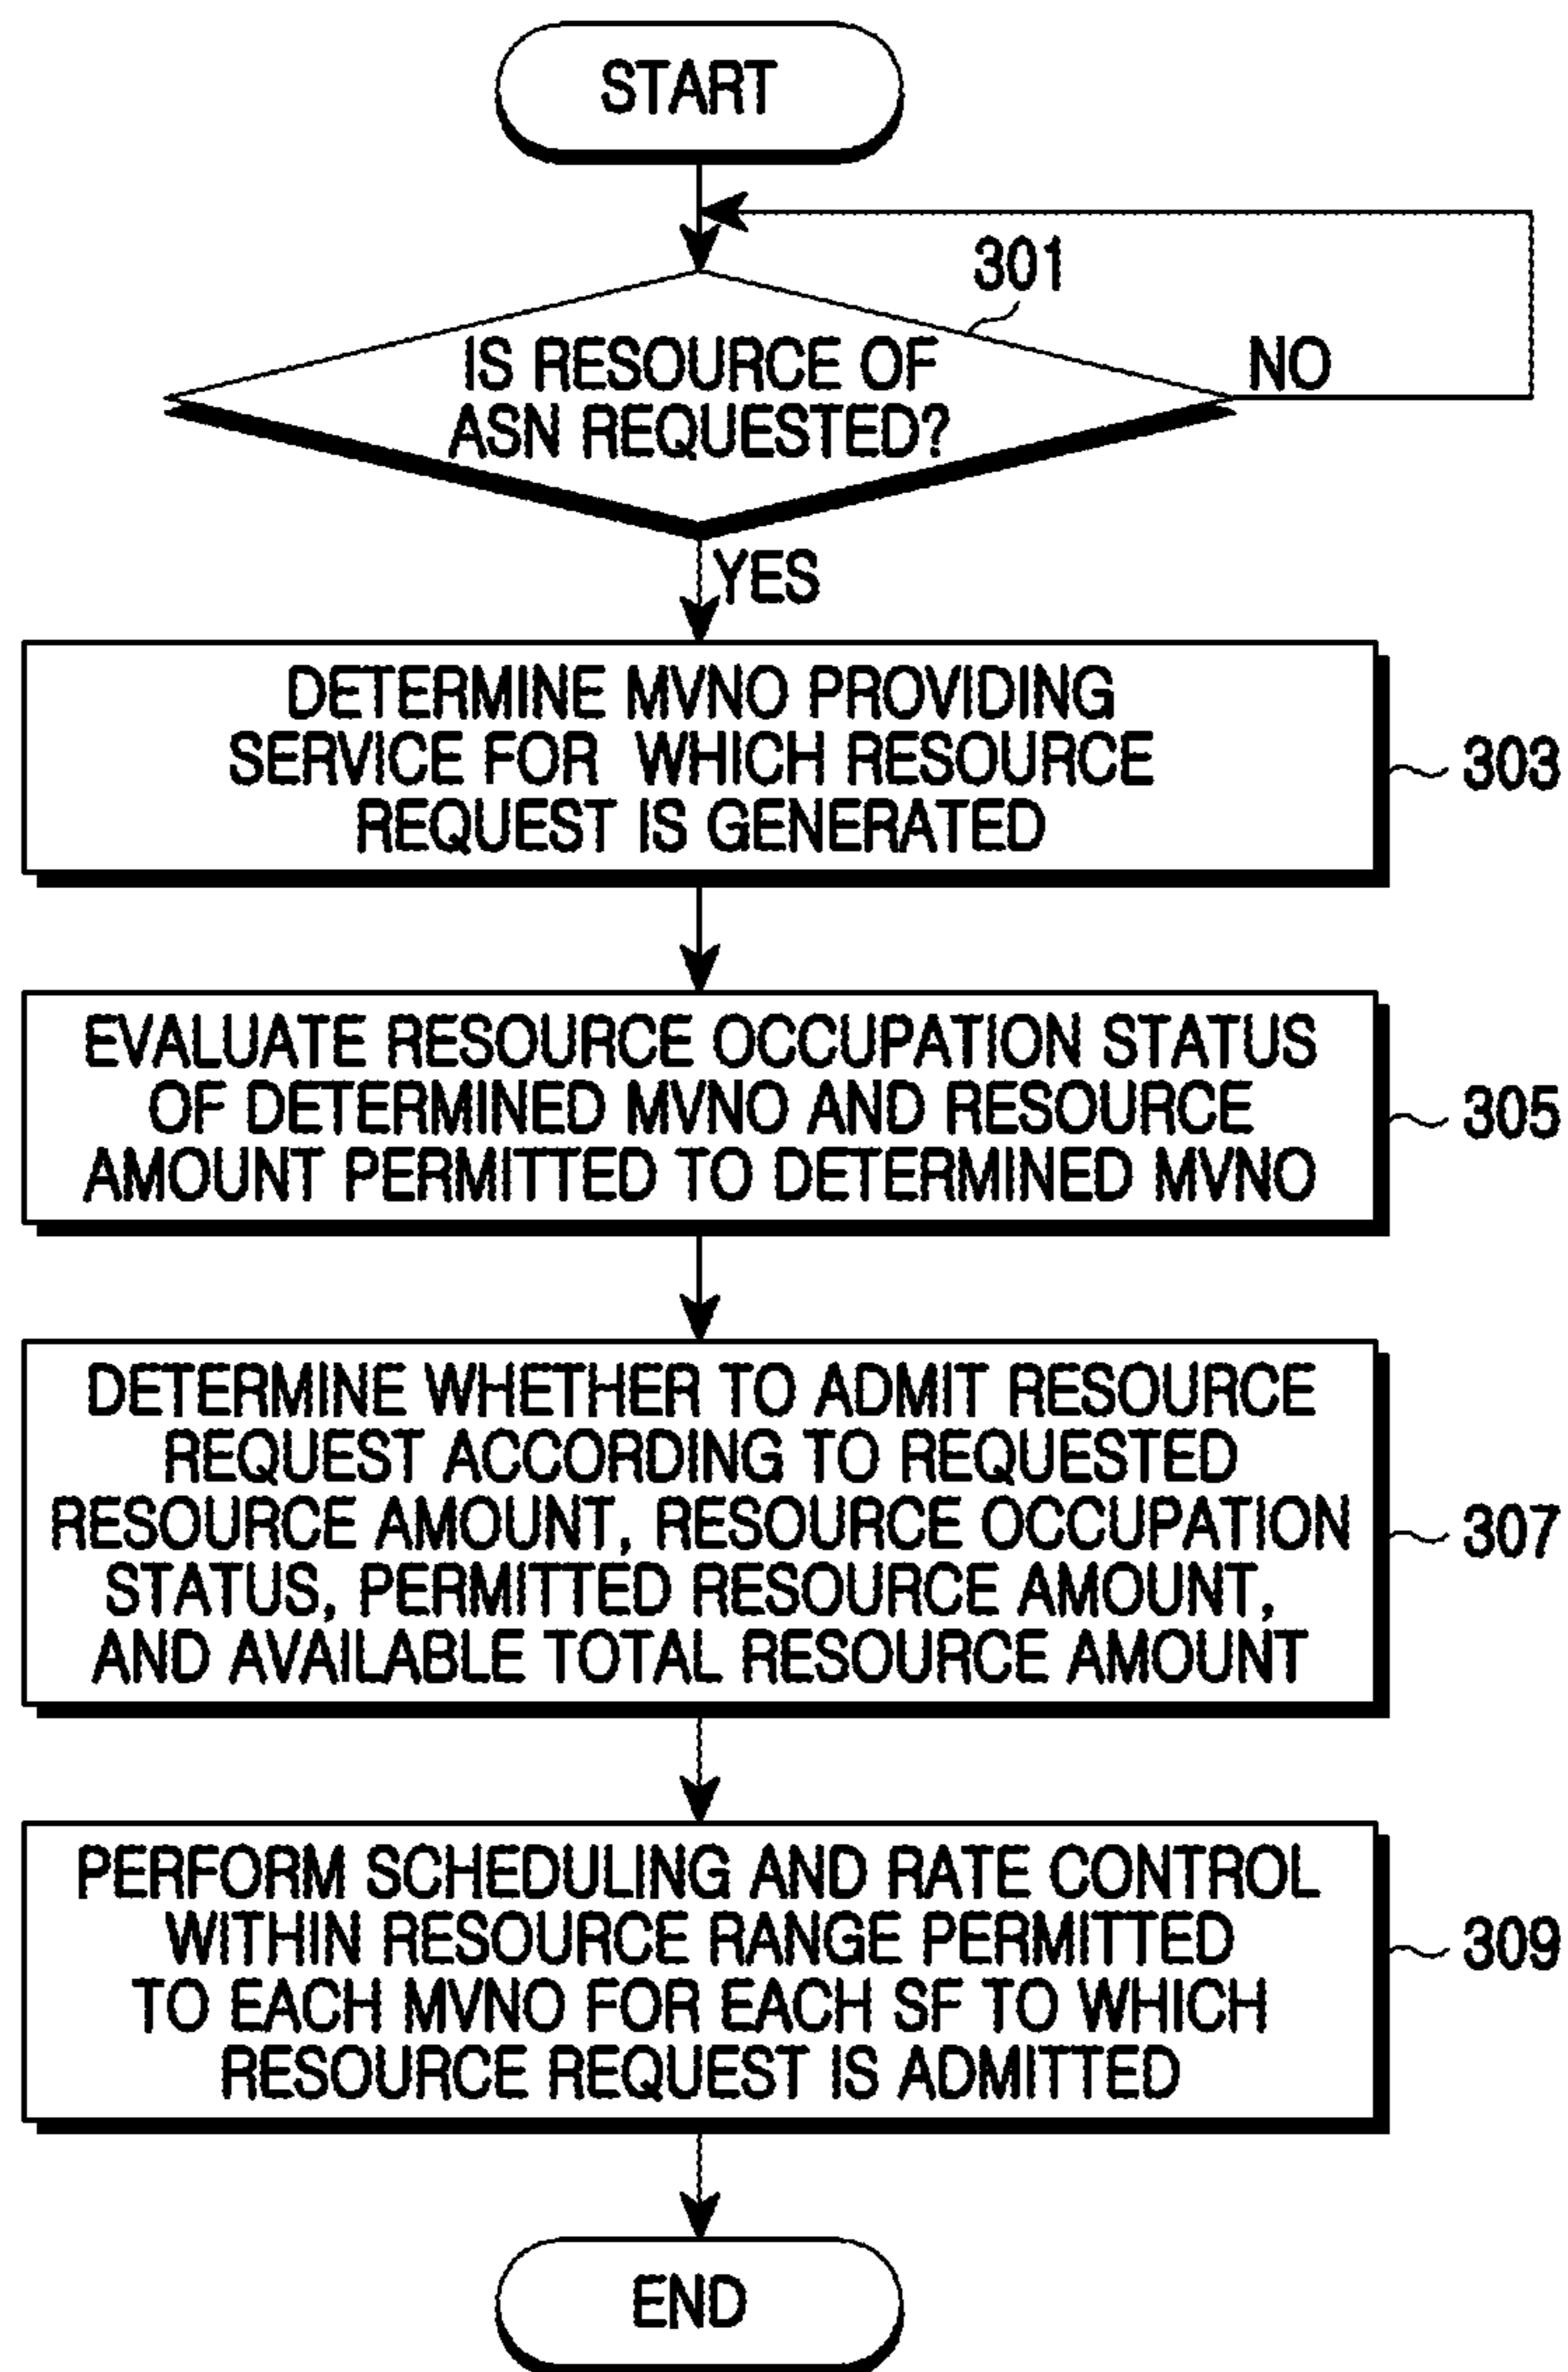 START
301
IS RESOURCE OF
ASN REQUESTED?
NO
YES
DETERMINE MVNO PROVIDING
SERVICE FOR WHICH RESOURCE
REQUEST IS GENERATED
303
EVALUATE RESOURCE OCCUPATION STATUS
OF DETERMINED MVNO AND RESOURCE
AMOUNT PERMITTED TO DETERMINED MVNO
305
DETERMINE WHETHER TO ADMIT RESOURCE
REQUEST ACCORDING TO REQUESTED
RESOURCE AMOUNT, RESOURCE OCCUPATION
STATUS, PERMITTED RESOURCE AMOUNT,
AND AVAILABLE TOTAL RESOURCE AMOUNT
307
PERFORM SCHEDULING AND RATE CONTROL
WITHIN RESOURCE RANGE PERMITTED
TO EACH MVNO FOR EACH SF TO WHICH
RESOURCE REQUEST IS ADMITTED
309
END